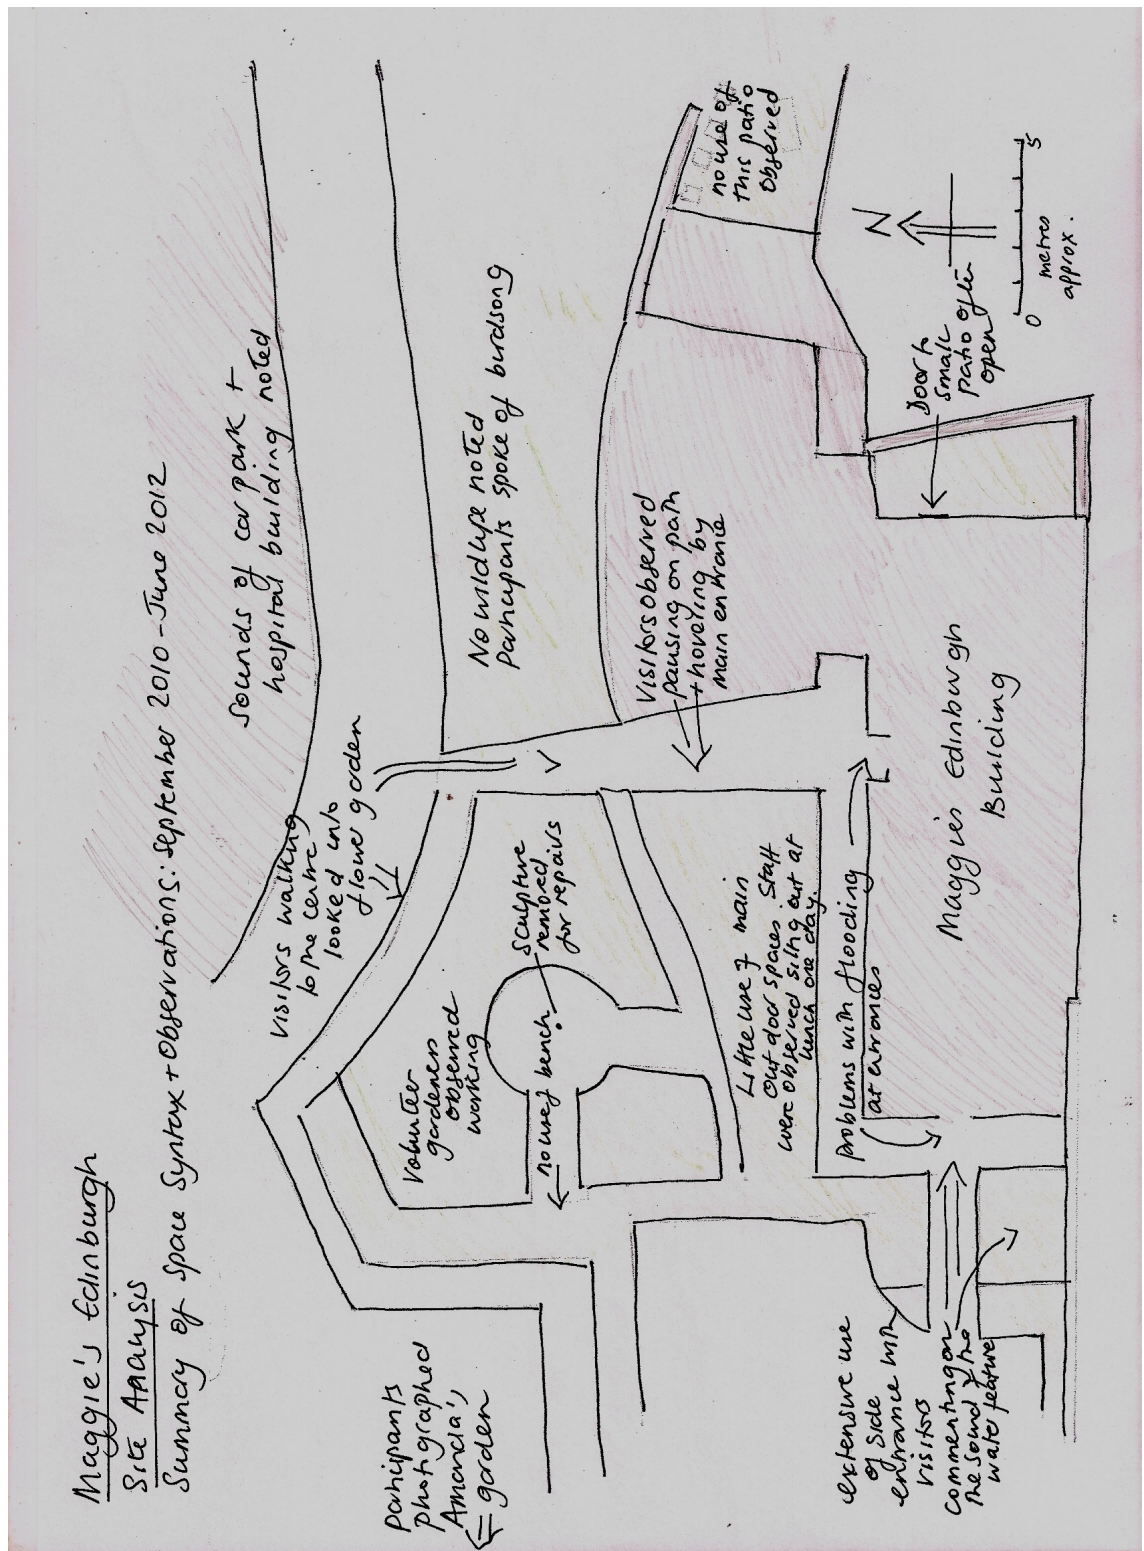 Maggie's Edinburgh
Site Analysis
Summary of Space Syntax + Observations: September 2010 - June 2012
Sounds of car park +
hospital building noted
Visitors walking
to the centre
looked into
flower garden
No wildlife noted
Participants spoke of birdsong
no use of
this patio
observed
Participants
photographed
Amancia's
garden
Volunteer
gardeners
observed
working
no use of bench
Sculpture
removed
for repairs
Visitors observed
pausing on path
+ hovering by
main entrance
Little use of main
outdoor spaces. Staff
were observed sitting out at
lunch one day.
Problems with flooding
at entrances
extensive use
of side
entrance with
visitors
commenting on
the sound of the
water feature
Maggies Edinburgh
Building
Door to
small
patio often
open
N
0
5
metres
approx.